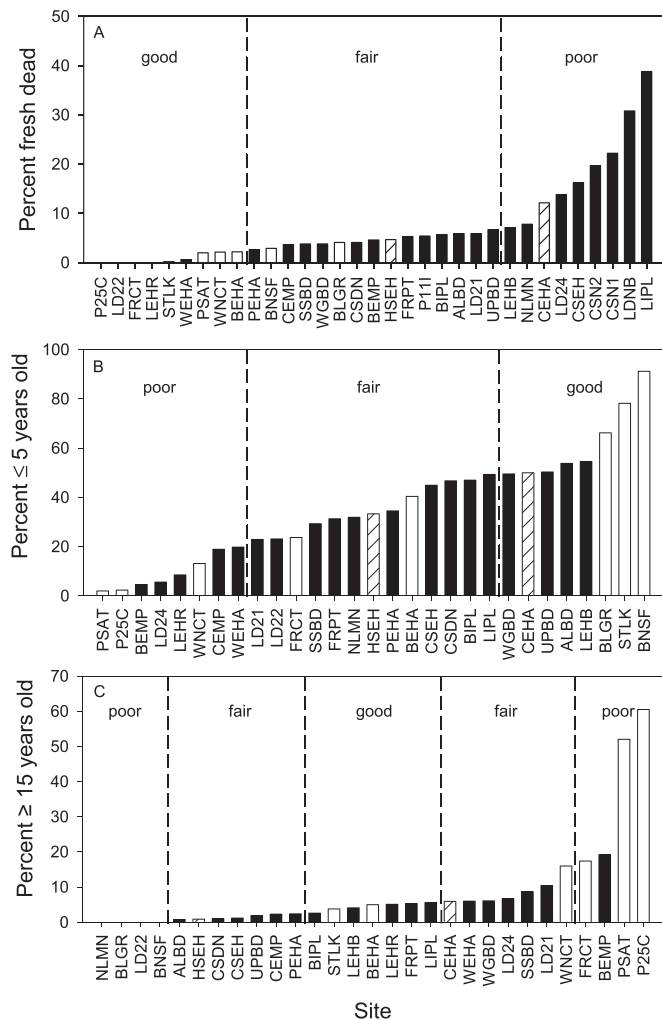 A
good
fair
poor
Percent fresh dead
50
40
30
20
10
0
P25C LD22 FRCT LEHR STLK WEHA PSAT WNCT BEHA PEHA BNSF CEMP SSBD WGBD BLGR CSDN BEMP HSEH FRPT P11I BIPL ALBD LD21 UPBD LEHB NLMN CEHA LD24 CSEH CSN2 CSN1 LDNB LIPL
B
poor
fair
good
Percent ≤ 5 years old
100
80
60
40
20
0
PSAT P25C BEMP LD24 LEHR WNCT CEMP WEHA LD21 LD22 FRCT SSBD FRPT NLMN HSEH PEHA BEHA CSEH CSDN BIPL LIPL WGBD CEHA UPBD ALBD LEHB BLGR STLK BNSF
C
poor
fair
good
fair
poor
Percent ≥ 15 years old
70
60
50
40
30
20
10
0
NLMN BLGR LD22 BNSF ALBD HSEH CSDN CSEH UPBD CEMP PEHA BIPL STLK LEHB BEHA LEHR FRPT LIPL CEHA WEHA WGBD LD24 SSBD LD21 WNCT FRCT BEMP PSAT P25C
Site